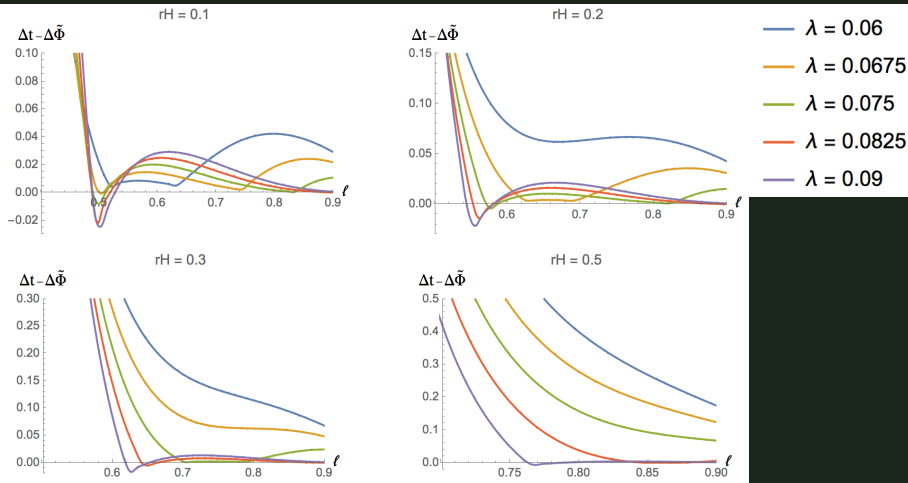 rH = 0.1
Δt – ΔΦ̃
0.10
0.08
0.06
0.04
0.02
0.00
−0.02
0.5 0.6 0.7 0.8 0.9 ℓ
rH = 0.2
Δt – ΔΦ̃
0.15
0.10
0.05
0.00
0.6 0.7 0.8 0.9 ℓ
λ = 0.06
λ = 0.0675
λ = 0.075
λ = 0.0825
λ = 0.09
rH = 0.3
Δt – ΔΦ̃
0.30
0.25
0.20
0.15
0.10
0.05
0.00
0.6 0.7 0.8 0.9 ℓ
rH = 0.5
Δt – ΔΦ̃
0.5
0.4
0.3
0.2
0.1
0.0
0.75 0.80 0.85 0.90 ℓ